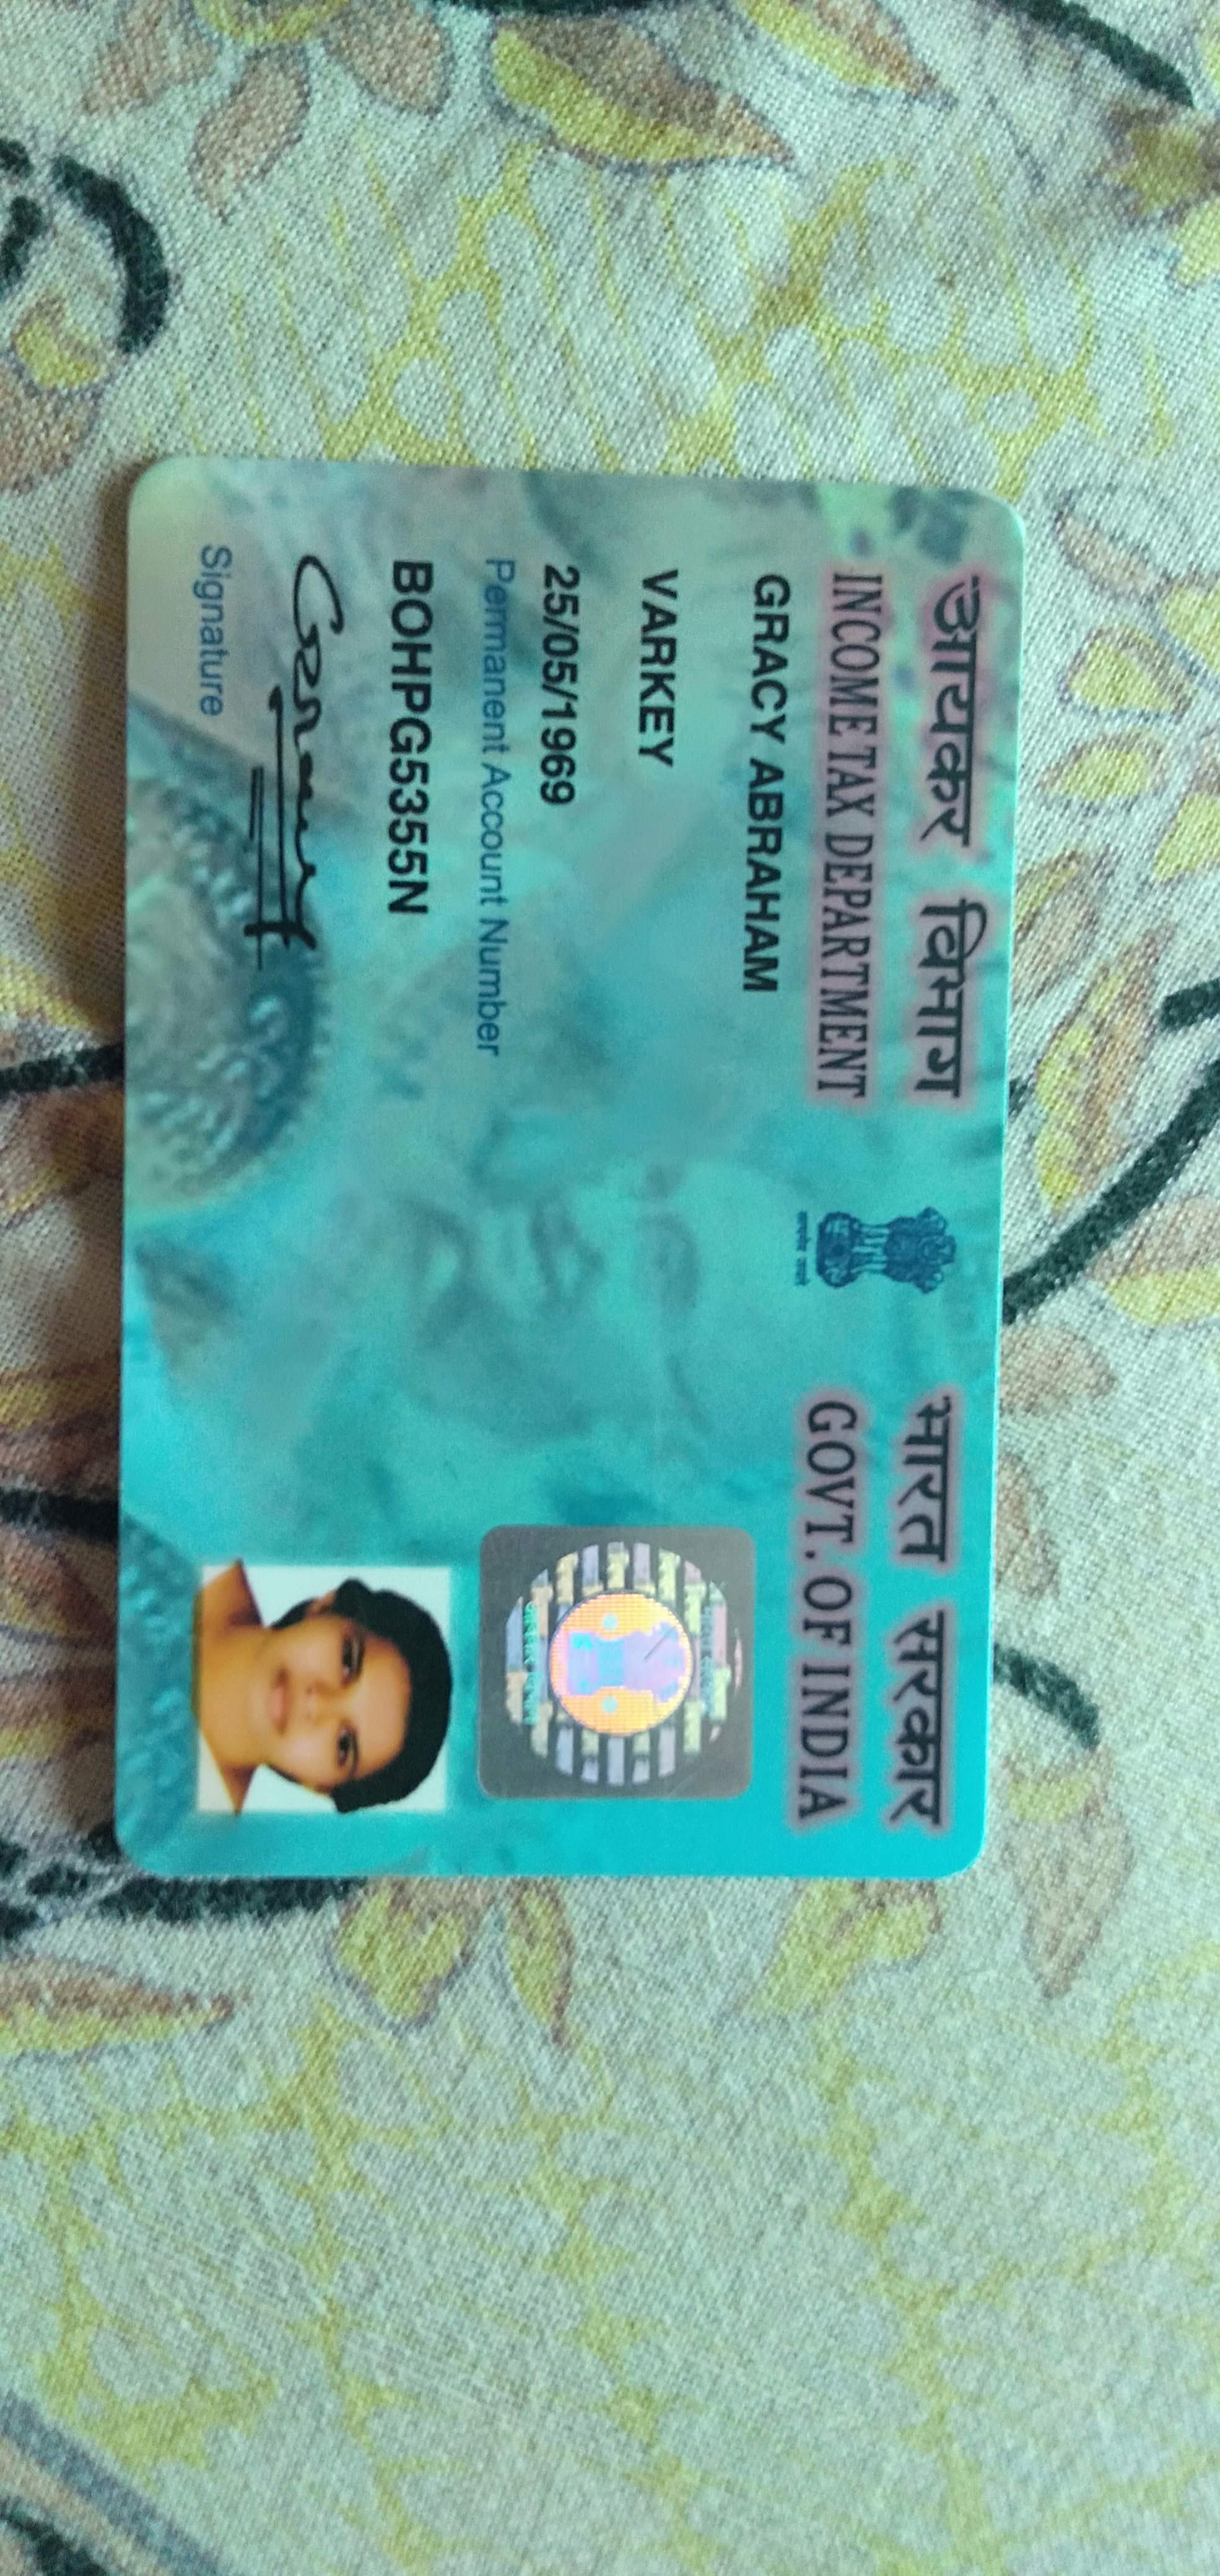 आयकर विभाग
INCOME TAX DEPARTMENT
भारत सरकार
GOVT. OF INDIA
GRACY ABRAHAM
VARKEY
25/05/1969
Permanent Account Number
BOHPG5355N
Signature